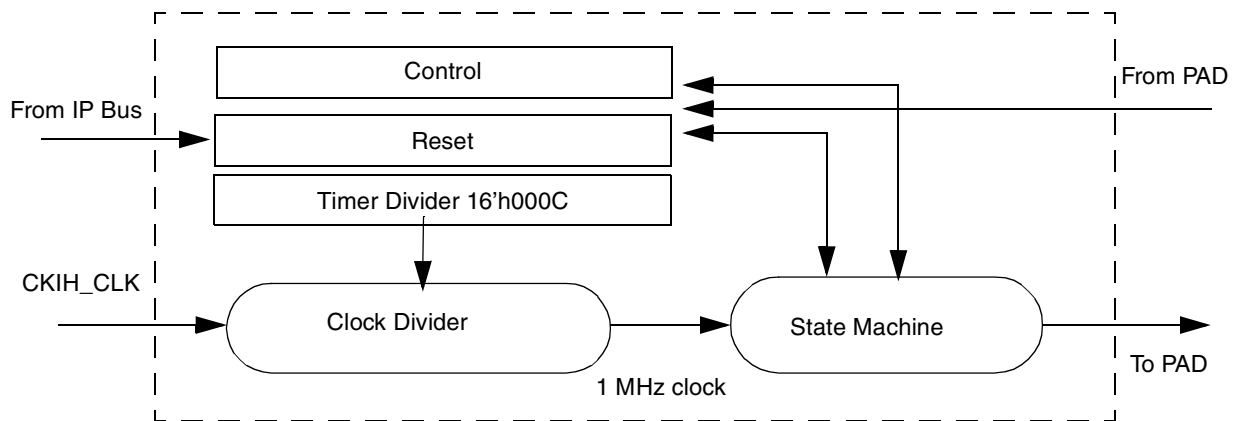 Control
From PAD
From IP Bus
Reset
Timer Divider 16'h000C
CKIH_CLK
Clock Divider
State Machine
To PAD
1 MHz clock